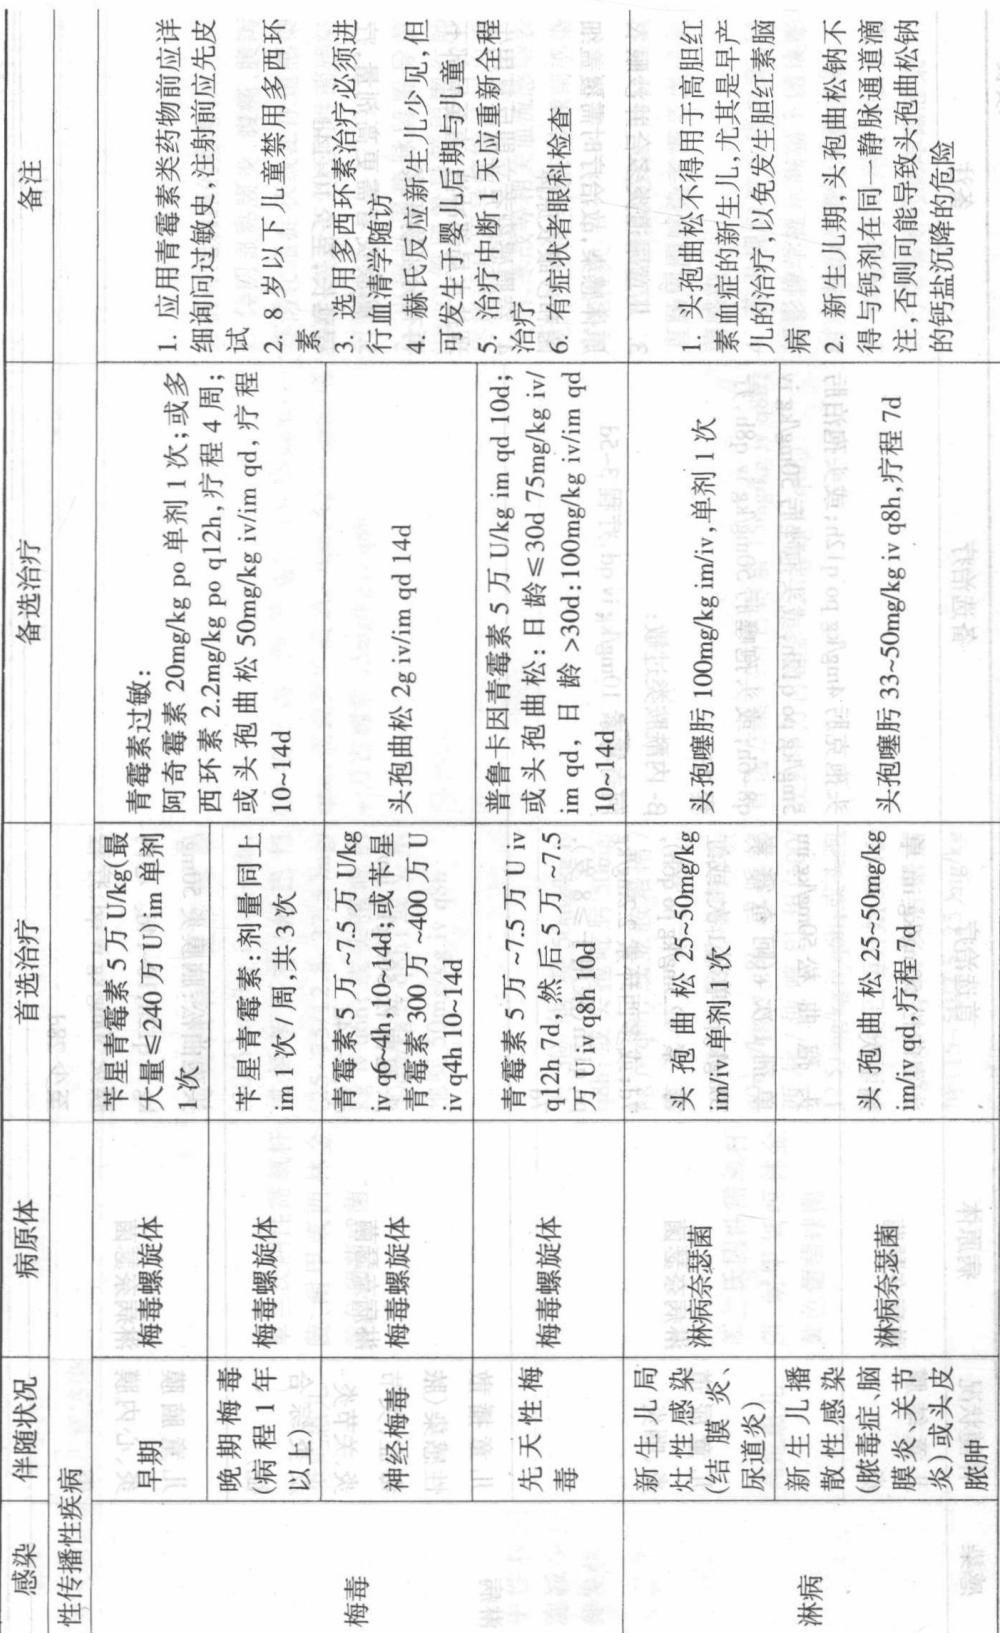 感染 伴随状况 病原体 首选治疗 备选治疗 备注
性传播性疾病
梅毒
早期
梅毒螺旋体
苄星青霉素 5 万 U/kg(最
大量≤240 万 U)im 单剂
1 次
青霉素过敏：
阿奇霉素 20mg/kg po 单剂 1 次；或多
西环素 2.2mg/kg po q12h,疗程 4 周；
或头孢曲松 50mg/kg iv/im qd,疗程
10~14d
1. 应用青霉素类药物前应详
细询问过敏史,注射前应先皮
试
2. 8 岁以下儿童禁用多西环
素
3. 选用多西环素治疗必须进
行血清学随访
4. 赫氏反应新生儿少见,但
可发生于婴儿后期与儿童
5. 治疗中断 1 天应重新全程
治疗
6. 有症状者眼科检查
晚期梅毒
(病程 1 年
以上)
梅毒螺旋体
苄星青霉素：剂量同上
im 1 次/周,共 3 次
神经梅毒
梅毒螺旋体
青霉素 5 万~7.5 万 U/kg
iv q6~4h,10~14d；或苄星
青霉素 300 万~400 万 U
iv q4h 10~14d
头孢曲松 2g iv/im qd 14d
先天性梅
毒
梅毒螺旋体
青霉素 5 万~7.5 万 U iv
q12h 7d,然后 5 万~7.5
万 U iv q8h 10d
普鲁卡因青霉素 5 万 U/kg im qd 10d；
或头孢曲松：日龄≤30d 75mg/kg iv/
im qd, 日龄>30d：100mg/kg iv/im qd
10~14d
淋病
新生儿局
灶性感染
(结膜炎、
尿道炎)
淋病奈瑟菌
头孢曲松 25~50mg/kg
im/iv 单剂 1 次
头孢噻肟 100mg/kg im/iv,单剂 1 次
1. 头孢曲松不得用于高胆红
素血症的新生儿,尤其是早产
儿的治疗,以免发生胆红素脑
病
2. 新生儿期,头孢曲松钠不
得与钙剂在同一静脉通道滴
注,否则可能导致头孢曲松钠
的钙盐沉降的危险
新生儿播
散性感染
(脓毒症、脑
膜炎、关节
炎)或头皮
脓肿
淋病奈瑟菌
头孢曲松 25~50mg/kg
im/iv qd,疗程 7d
头孢噻肟 33~50mg/kg iv q8h,疗程 7d